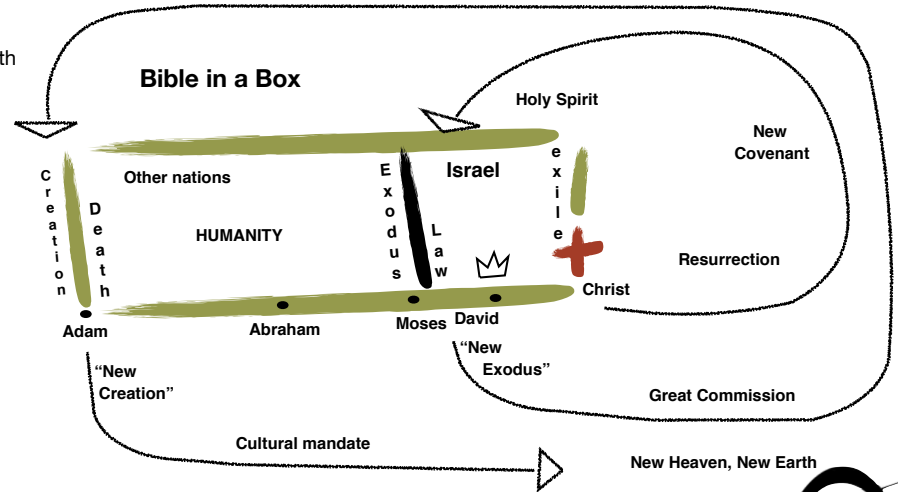 th
Bible in a Box
Holy Spirit
New
Covenant
Other nations
Israel
Creation
Death
Exodus
Law
exile
HUMANITY
Resurrection
Christ
Adam
Abraham
Moses
David
“New
Creation”
“New
Exodus”
Great Commission
Cultural mandate
New Heaven, New Earth